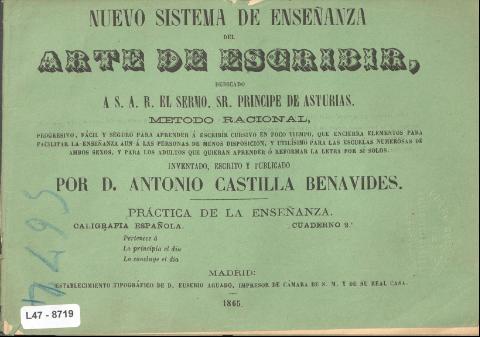 NUEVO SISTEMA DE ENSEÑANZA
DEL
ARTE DE ESCRIBIR,
DEDICADO
A S. A. R. EL SERMO. SR. PRINCIPE DE ASTURIAS.
METODO RACIONAL,
PROGRESIVO, FÁCIL Y SEGURO PARA APRENDER Á ESCRIBIR CURSIVO EN POCO TIEMPO, QUE ENCIERRA ELEMENTOS PARA
FACILITAR LA ENSEÑANZA AUN Á LAS PERSONAS DE MENOS DISPOSICION, Y UTILÍSIMO PARA LAS ESCUELAS NUMEROSAS DE
AMBOS SEXOS, Y PARA LOS ADULTOS QUE QUIERAN APRENDER Ó REFORMAR LA LETRA POR SÍ SOLOS.
INVENTADO, ESCRITO Y PUBLICADO
POR D. ANTONIO CASTILLA BENAVIDES.
PRÁCTICA DE LA ENSEÑANZA.
CALIGRAFÍA ESPAÑOLA. CUADERNO 2.º
Pertenece á
Lo principia el dia
Lo concluye el dia
MADRID:
ESTABLECIMIENTO TIPOGRÁFICO DE D. EUSEBIO AGUADO, IMPRESOR DE CÁMARA DE S. M. Y DE SU REAL CASA.
1865.
L47 - 8719